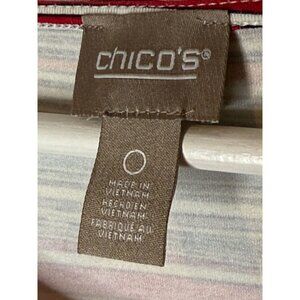 chico's®
0
MADE IN
VIETNAM
HECHO EN
VIETNAM
FABRIQUÉ AU
VIETNAM